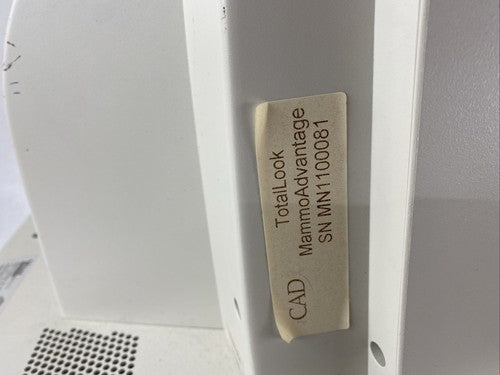 TotalLook
MammoAdvantage
SN MN1100081
CAD